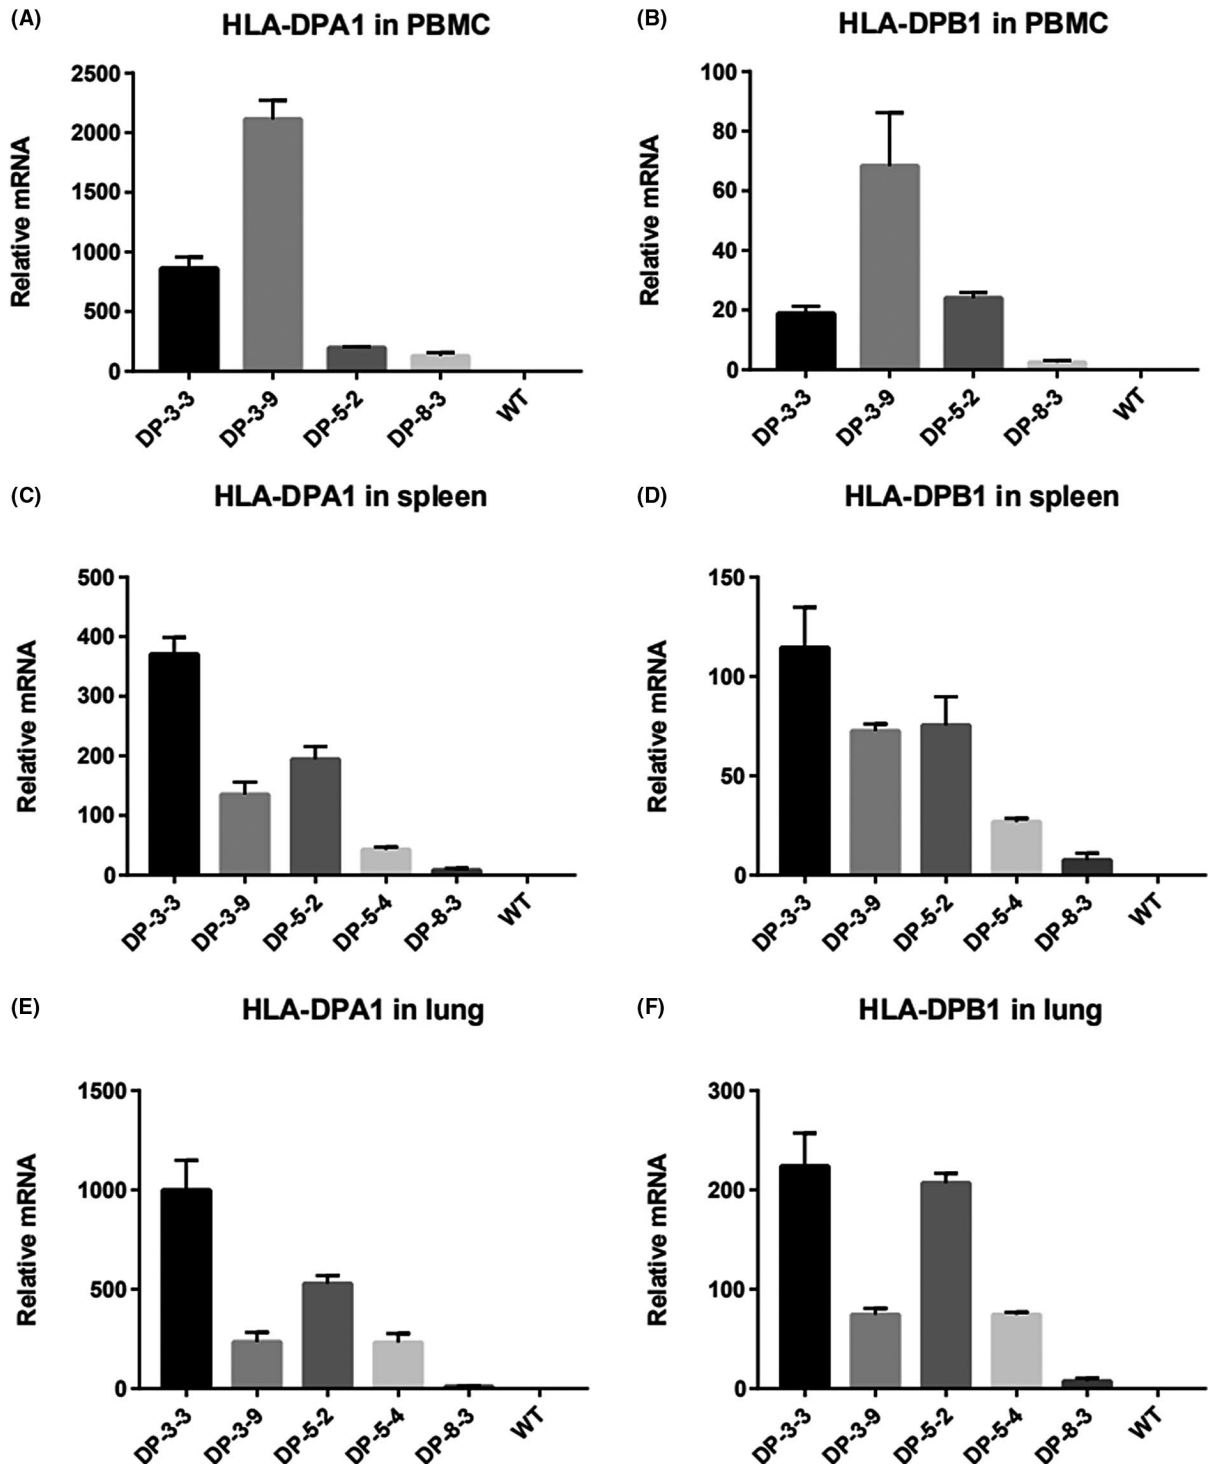 (A)
HLA-DPA1 in PBMC
Relative mRNA
2500
2000
1500
1000
500
0
DP-3-3
DP-3-9
DP-5-2
DP-8-3
WT
(B)
HLA-DPB1 in PBMC
Relative mRNA
100
80
60
40
20
0
DP-3-3
DP-3-9
DP-5-2
DP-8-3
WT
(C)
HLA-DPA1 in spleen
Relative mRNA
500
400
300
200
100
0
DP-3-3
DP-3-9
DP-5-2
DP-5-4
DP-8-3
WT
(D)
HLA-DPB1 in spleen
Relative mRNA
150
100
50
0
DP-3-3
DP-3-9
DP-5-2
DP-5-4
DP-8-3
WT
(E)
HLA-DPA1 in lung
Relative mRNA
1500
1000
500
0
DP-3-3
DP-3-9
DP-5-2
DP-5-4
DP-8-3
WT
(F)
HLA-DPB1 in lung
Relative mRNA
300
200
100
0
DP-3-3
DP-3-9
DP-5-2
DP-5-4
DP-8-3
WT